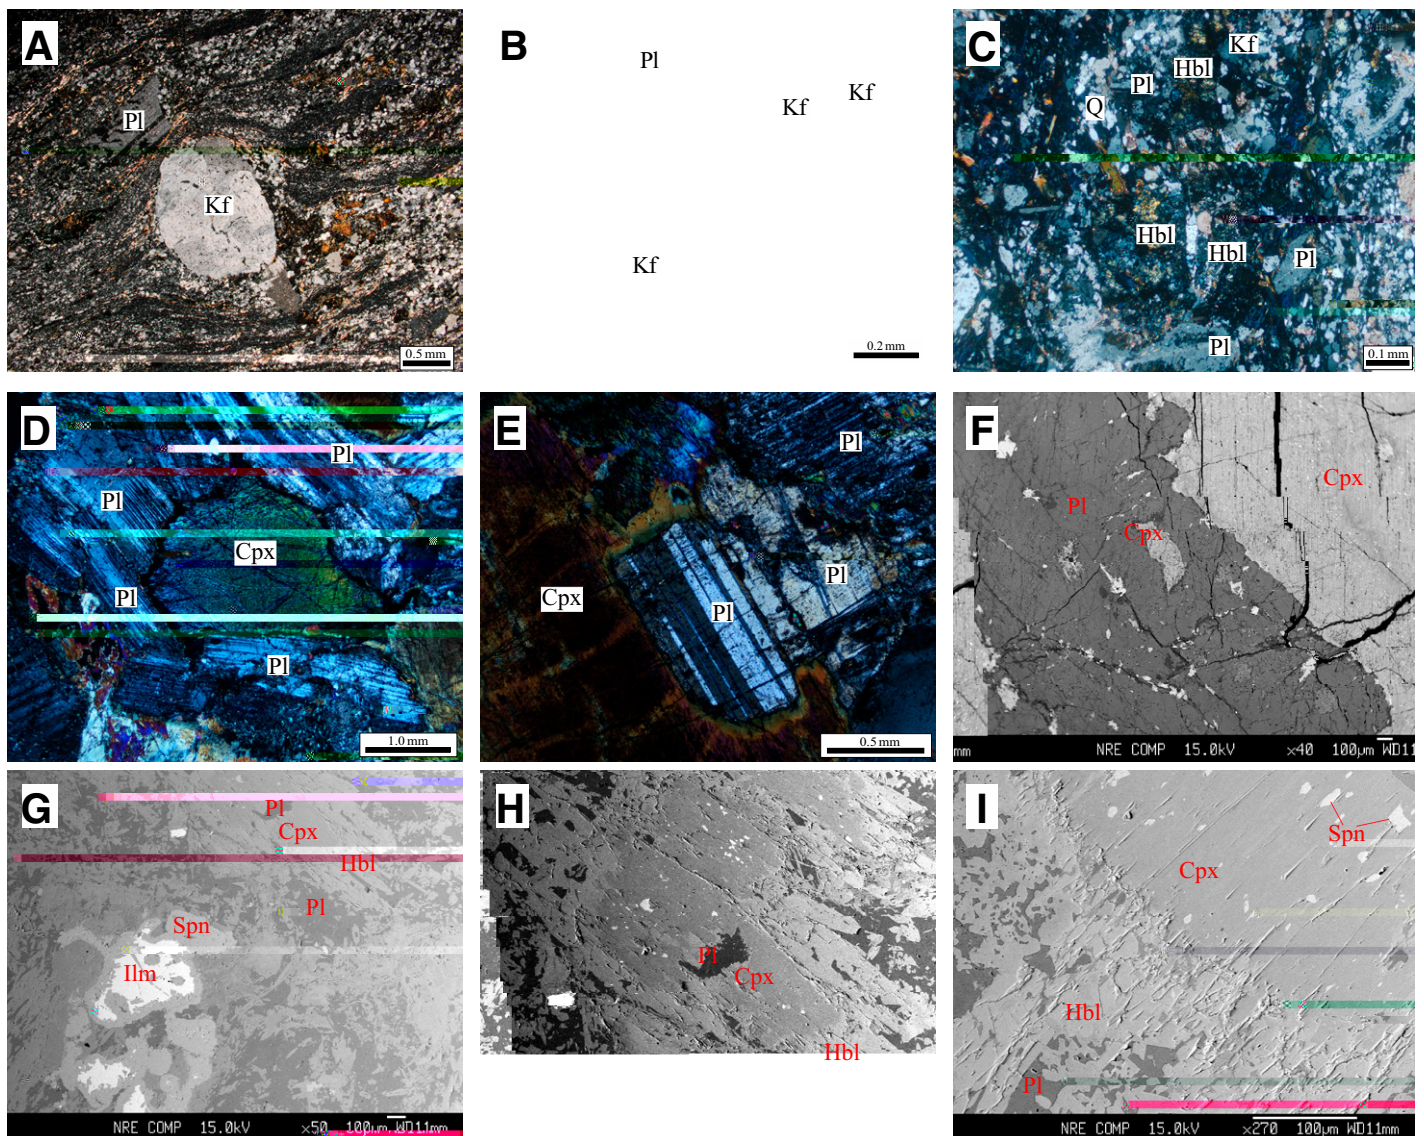 A
Pl
Kf
0.5 mm
B
Pl
Kf
Kf
Kf
0.2 mm
C
Kf
Hbl
Pl
Q
Hbl
Hbl
Pl
Pl
0.1 mm
D
Pl
Pl
Cpx
Pl
Pl
1.0 mm
E
Pl
Pl
Cpx
Pl
0.5 mm
F
Cpx
Pl
Cpx
mm NRE COMP 15.0kV ×40 100µm WD11
G
Pl
Cpx
Hbl
Pl
Spn
Ilm
NRE COMP 15.0kV ×50 100µm WD11mm
H
Pl
Cpx
Hbl
I
Spn
Cpx
Hbl
Pl
NRE COMP 15.0kV ×270 100µm WD11mm